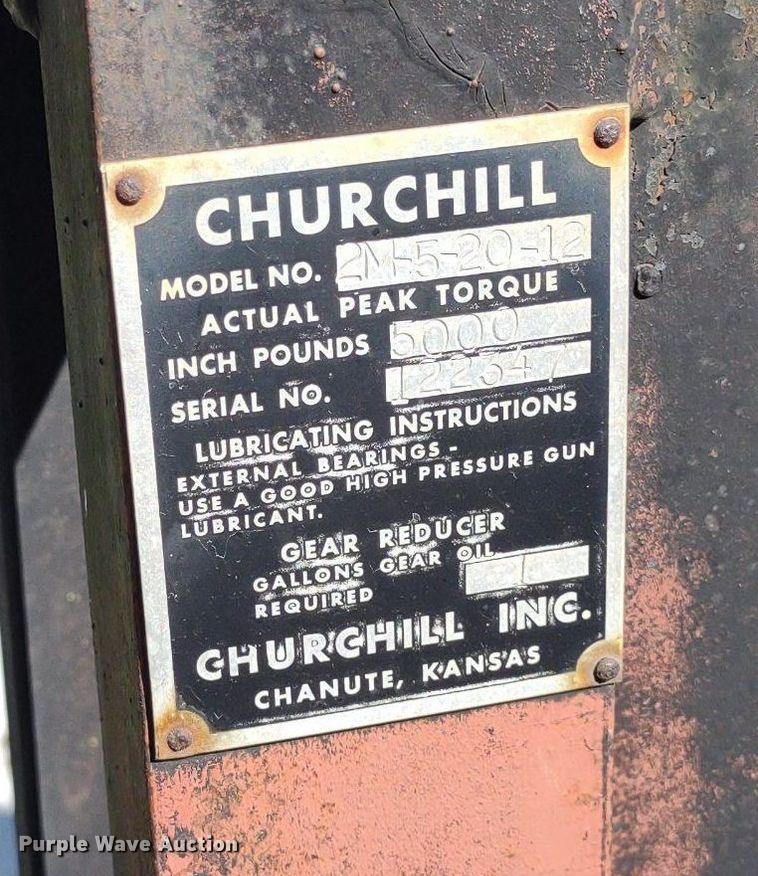 CHURCHILL
MODEL NO. 2M-5-20-12
ACTUAL PEAK TORQUE
INCH POUNDS 5000
SERIAL NO. 122347
LUBRICATING INSTRUCTIONS
EXTERNAL BEARINGS -
USE A GOOD HIGH PRESSURE GUN
LUBRICANT.
GEAR REDUCER
GALLONS GEAR OIL
REQUIRED
CHURCHILL INC.
CHANUTE, KANSAS
Purple Wave Auction